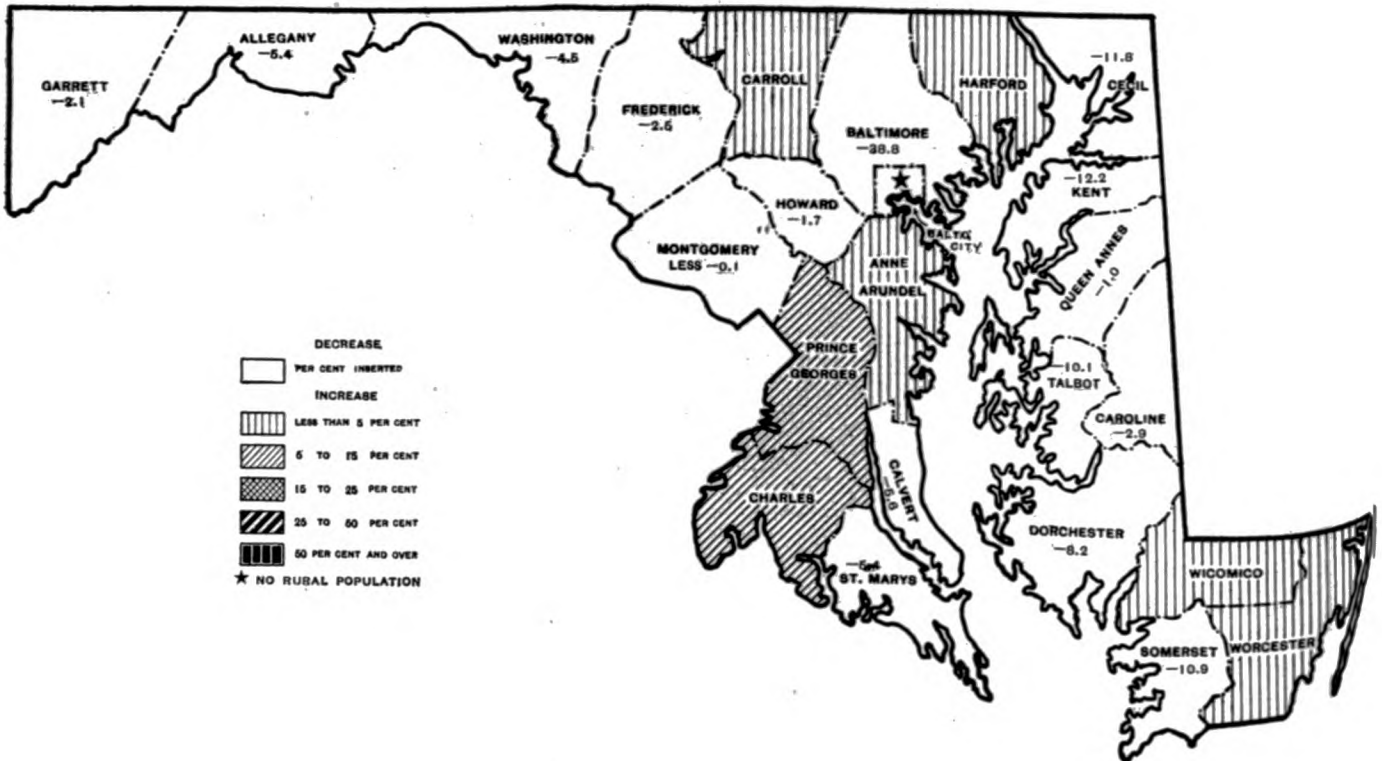 GARRETT
—2.1
ALLEGANY
—5.4
WASHINGTON
—4.5
FREDERICK
—2.5
CARROLL
BALTIMORE
—38.8
HARFORD
—11.8
CECIL
—12.2
KENT
HOWARD
—1.7
MONTGOMERY
LESS —0.1
BALTO.
CITY
ANNE
ARUNDEL
QUEEN ANNES
—1.0
PRINCE
GEORGES
—10.1
TALBOT
CAROLINE
—2.9
CHARLES
CALVERT
ST. MARYS
DORCHESTER
—8.2
WICOMICO
SOMERSET
—10.9
WORCESTER
DECREASE
PER CENT INSERTED
INCREASE
LESS THAN 5 PER CENT
5 TO 15 PER CENT
15 TO 25 PER CENT
25 TO 50 PER CENT
50 PER CENT AND OVER
★ NO RURAL POPULATION